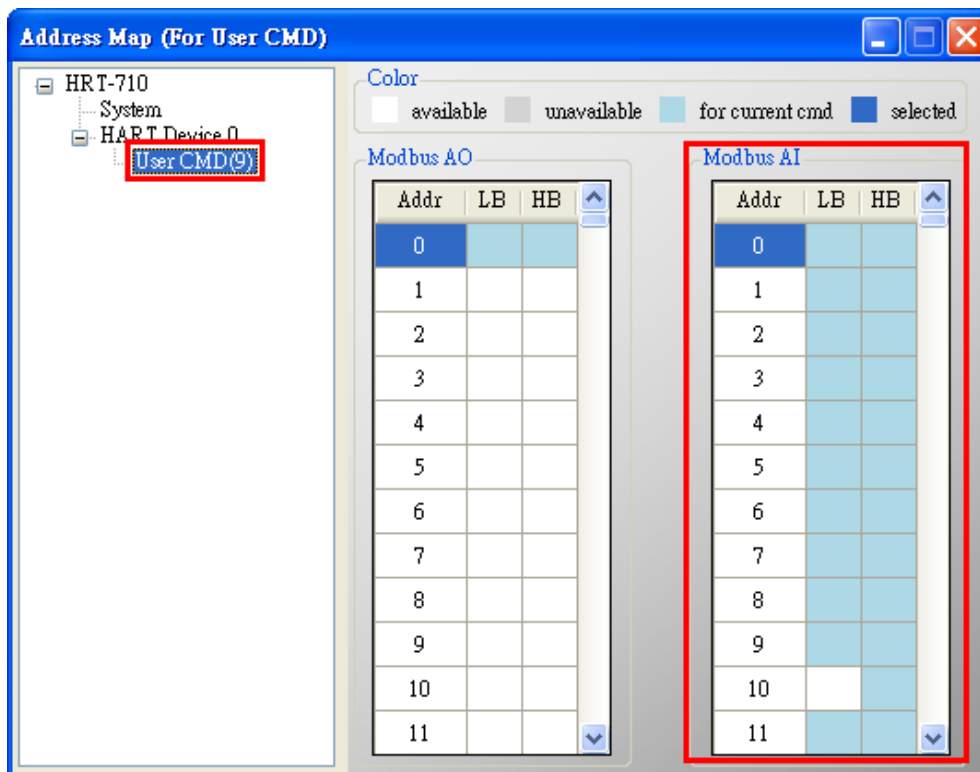 Address Map (For User CMD)
HRT-710
System
HART Device 0
User CMD(9)
Color
available unavailable for current cmd selected
Modbus AO
Addr LB HB
0
1
2
3
4
5
6
7
8
9
10
11
Modbus AI
Addr LB HB
0
1
2
3
4
5
6
7
8
9
10
11